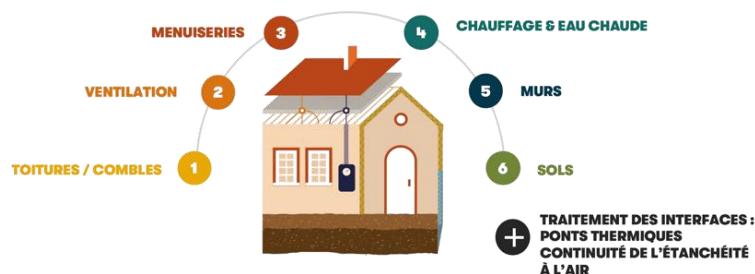 1
TOITURES / COMBLES
2
VENTILATION
3
MENUISERIES
4
CHAUFFAGE & EAU CHAUDE
5
MURS
6
SOLS
+
TRAITEMENT DES INTERFACES :
PONTS THERMIQUES
CONTINUITÉ DE L'ÉTANCHÉITÉ
À L'AIR